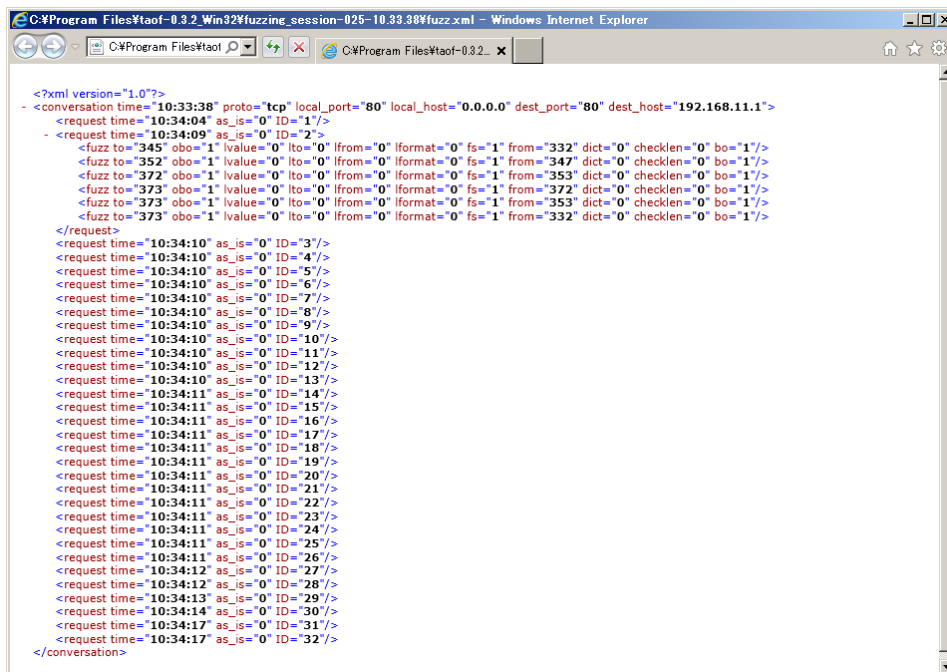 C:¥Program Files¥taof-0.3.2_Win32¥fuzzing_session-025-10.33.38¥fuzz.xml - Windows Internet Explorer
C:¥Program Files¥taof
C:¥Program Files¥taof-0.3.2...
<?xml version="1.0"?>
- <conversation time="10:33:38" proto="tcp" local_port="80" local_host="0.0.0.0" dest_port="80" dest_host="192.168.11.1">
<request time="10:34:04" as_is="0" ID="1"/>
- <request time="10:34:09" as_is="0" ID="2">
<fuzz to="345" obo="1" lvalue="0" lto="0" lfrom="0" lformat="0" fs="1" from="332" dict="0" checklen="0" bo="1"/>
<fuzz to="352" obo="1" lvalue="0" lto="0" lfrom="0" lformat="0" fs="1" from="347" dict="0" checklen="0" bo="1"/>
<fuzz to="372" obo="1" lvalue="0" lto="0" lfrom="0" lformat="0" fs="1" from="353" dict="0" checklen="0" bo="1"/>
<fuzz to="373" obo="1" lvalue="0" lto="0" lfrom="0" lformat="0" fs="1" from="372" dict="0" checklen="0" bo="1"/>
<fuzz to="373" obo="1" lvalue="0" lto="0" lfrom="0" lformat="0" fs="1" from="353" dict="0" checklen="0" bo="1"/>
<fuzz to="373" obo="1" lvalue="0" lto="0" lfrom="0" lformat="0" fs="1" from="332" dict="0" checklen="0" bo="1"/>
</request>
<request time="10:34:10" as_is="0" ID="3"/>
<request time="10:34:10" as_is="0" ID="4"/>
<request time="10:34:10" as_is="0" ID="5"/>
<request time="10:34:10" as_is="0" ID="6"/>
<request time="10:34:10" as_is="0" ID="7"/>
<request time="10:34:10" as_is="0" ID="8"/>
<request time="10:34:10" as_is="0" ID="9"/>
<request time="10:34:10" as_is="0" ID="10"/>
<request time="10:34:10" as_is="0" ID="11"/>
<request time="10:34:10" as_is="0" ID="12"/>
<request time="10:34:10" as_is="0" ID="13"/>
<request time="10:34:11" as_is="0" ID="14"/>
<request time="10:34:11" as_is="0" ID="15"/>
<request time="10:34:11" as_is="0" ID="16"/>
<request time="10:34:11" as_is="0" ID="17"/>
<request time="10:34:11" as_is="0" ID="18"/>
<request time="10:34:11" as_is="0" ID="19"/>
<request time="10:34:11" as_is="0" ID="20"/>
<request time="10:34:11" as_is="0" ID="21"/>
<request time="10:34:11" as_is="0" ID="22"/>
<request time="10:34:11" as_is="0" ID="23"/>
<request time="10:34:11" as_is="0" ID="24"/>
<request time="10:34:11" as_is="0" ID="25"/>
<request time="10:34:11" as_is="0" ID="26"/>
<request time="10:34:12" as_is="0" ID="27"/>
<request time="10:34:12" as_is="0" ID="28"/>
<request time="10:34:13" as_is="0" ID="29"/>
<request time="10:34:14" as_is="0" ID="30"/>
<request time="10:34:17" as_is="0" ID="31"/>
<request time="10:34:17" as_is="0" ID="32"/>
</conversation>